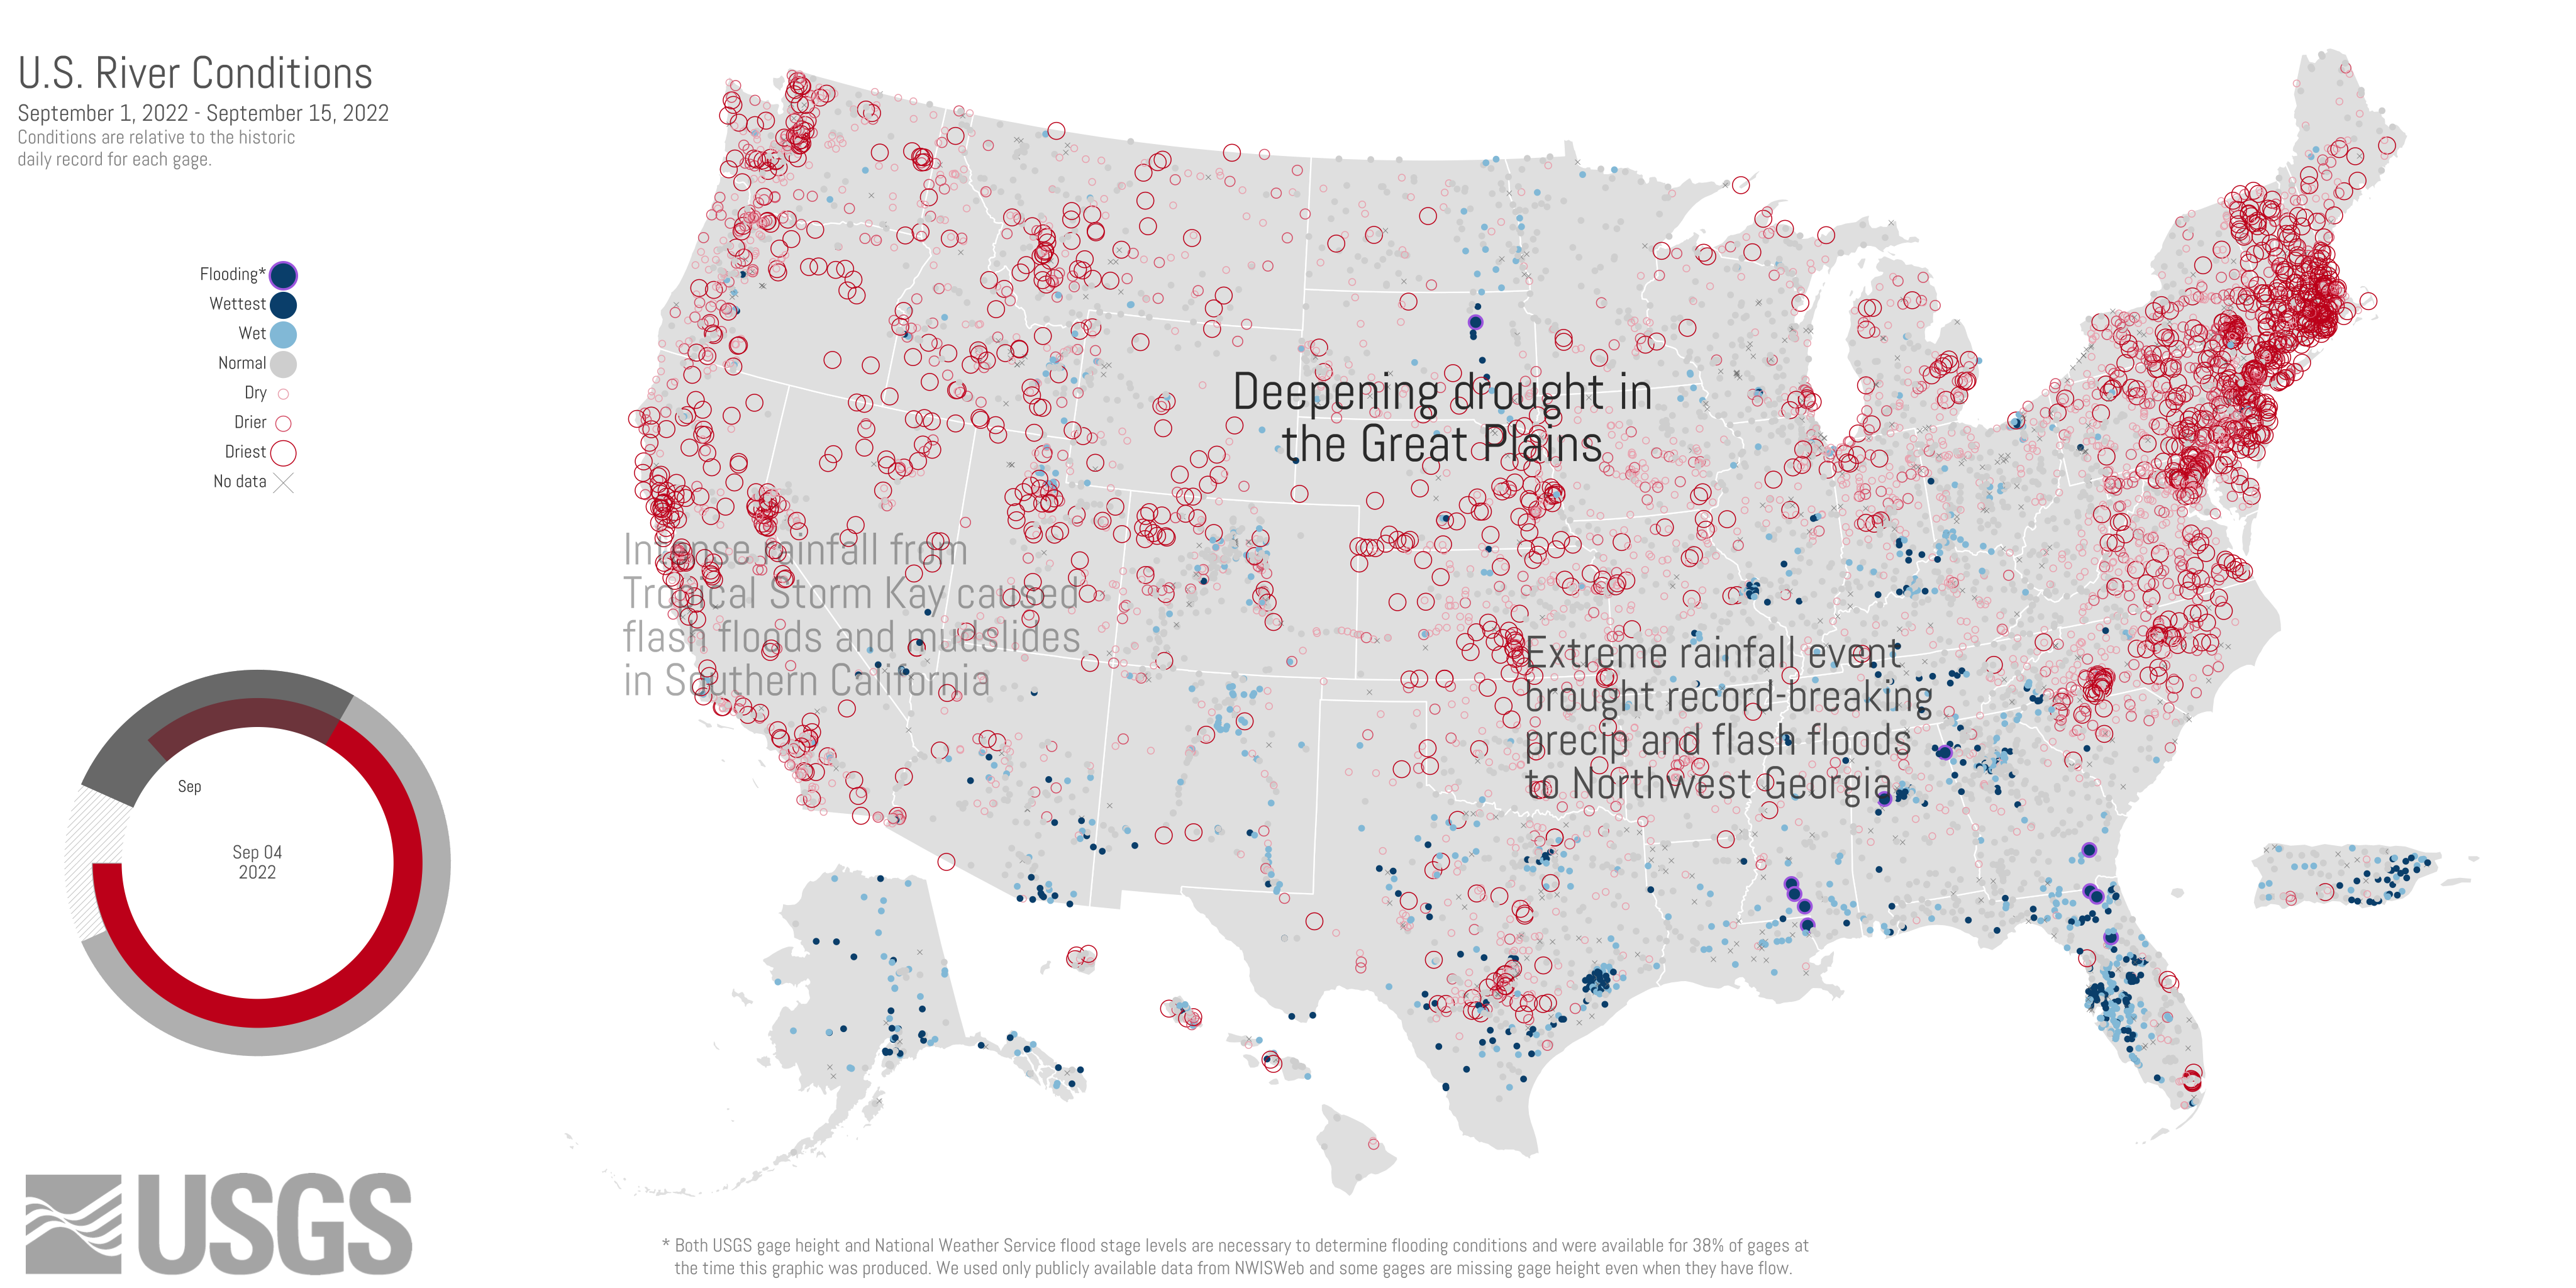 U.S. River Conditions
September 1, 2022 - September 15, 2022
Conditions are relative to the historic
daily record for each gage.
Flooding*
Wettest
Wet
Normal
Dry
Drier
Driest
No data
Deepening drought in
the Great Plains
Intense rainfall from
Tropical Storm Kay caused
flash floods and mudslides
in Southern California
Extreme rainfall event
brought record-breaking
precip and flash floods
to Northwest Georgia
Sep
Sep 04
2022
USGS
* Both USGS gage height and National Weather Service flood stage levels are necessary to determine flooding conditions and were available for 38% of gages at
the time this graphic was produced. We used only publicly available data from NWISWeb and some gages are missing gage height even when they have flow.